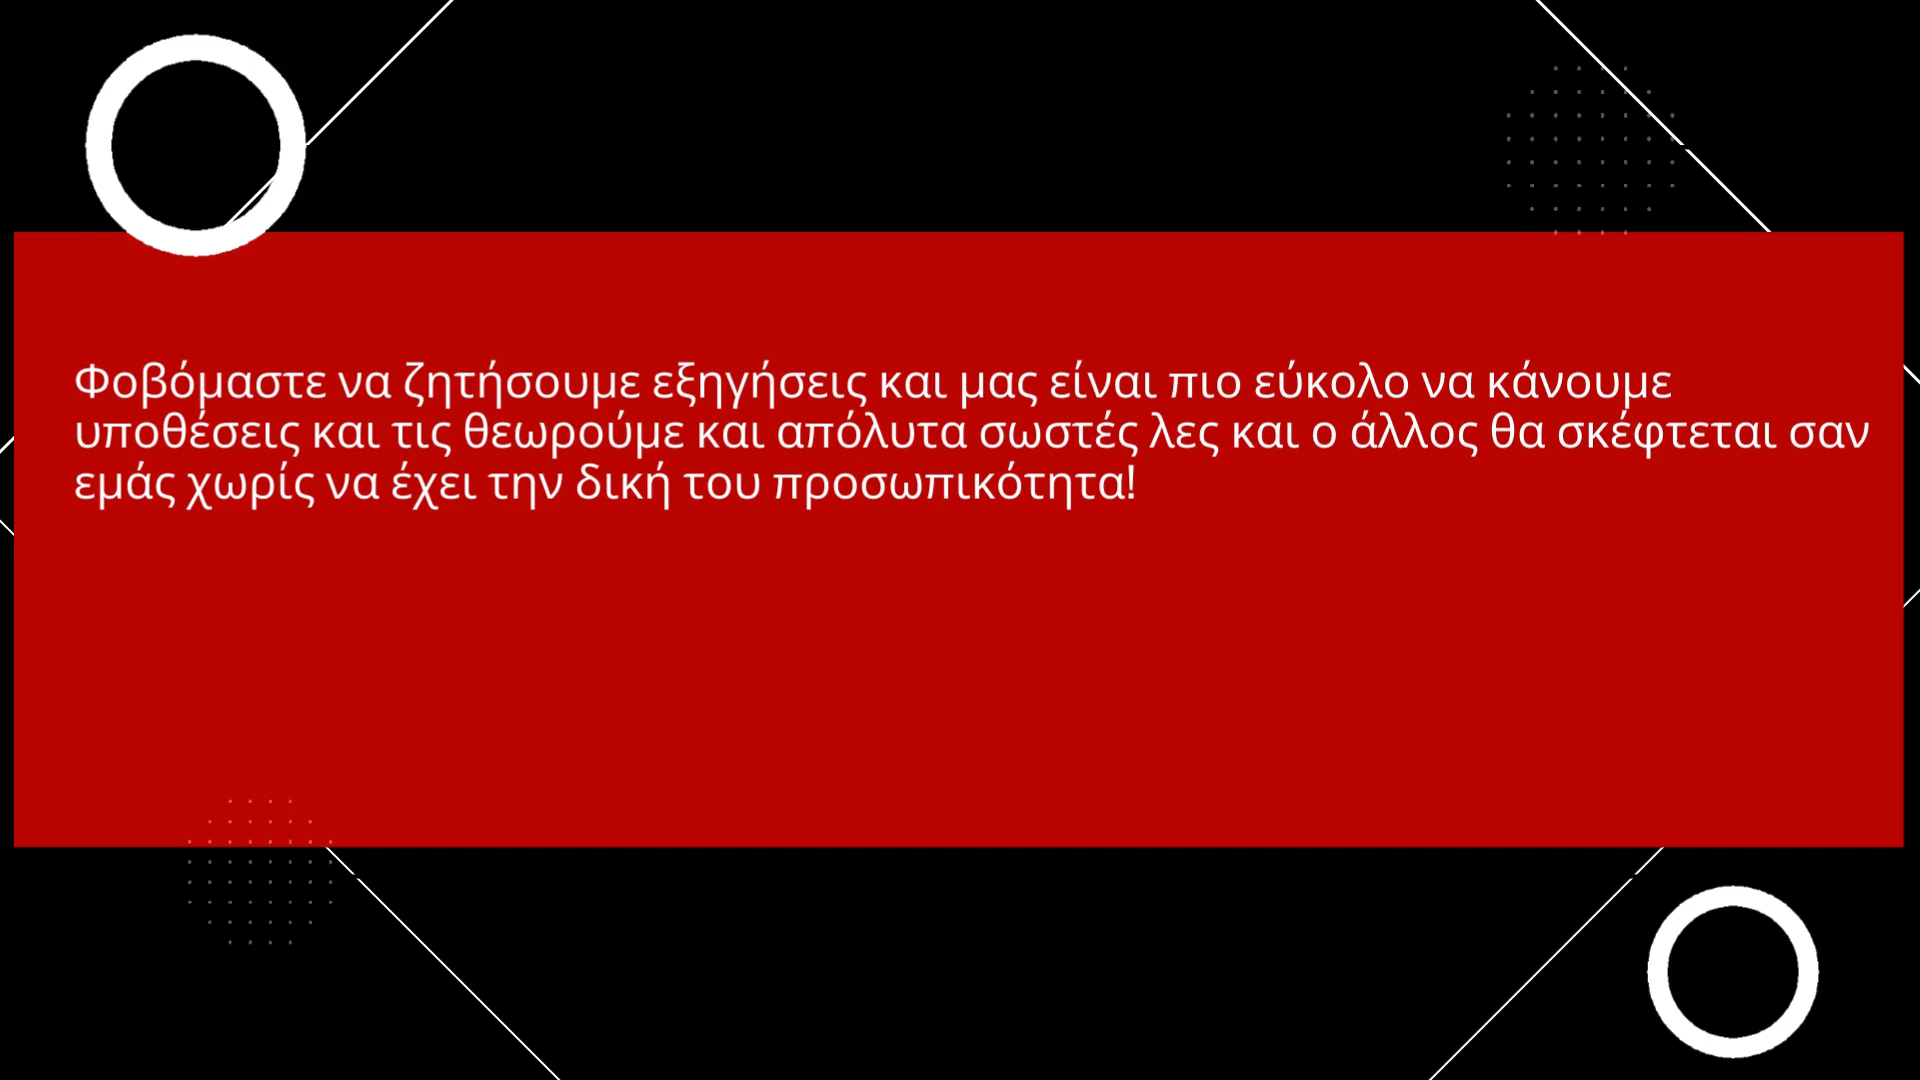 Φοβόμαστε να ζητήσουμε εξηγήσεις και μας είναι πιο εύκολο να κάνουμε
υποθέσεις και τις θεωρούμε και απόλυτα σωστές λες και ο άλλος θα σκέφτεται σαν
εμάς χωρίς να έχει την δική του προσωπικότητα!